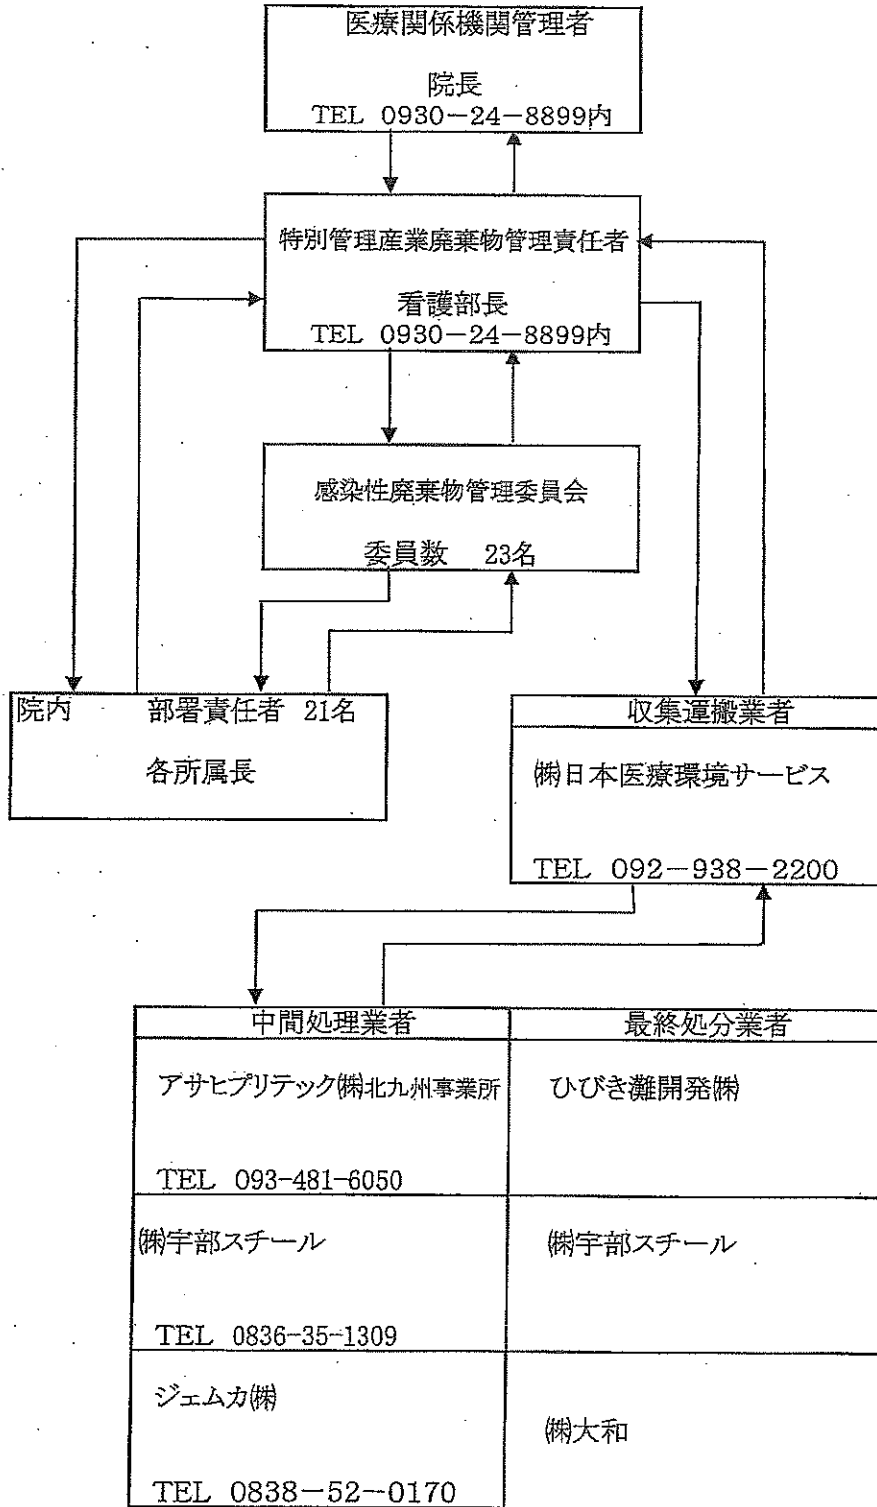 医療関係機関管理者
院長
TEL 0930-24-8899内
特別管理産業廃棄物管理責任者
看護部長
TEL 0930-24-8899内
感染性廃棄物管理委員会
委員数 23名
院内 部署責任者 21名
各所属長
収集運搬業者
㈱日本医療環境サービス
TEL 092-938-2200
中間処理業者 最終処分業者
アサヒプリテック㈱北九州事業所 ひびき灘開発㈱
TEL 093-481-6050
㈱宇部スチール ㈱宇部スチール
TEL 0836-35-1309
ジェムカ㈱
㈱大和
TEL 0838-52-0170